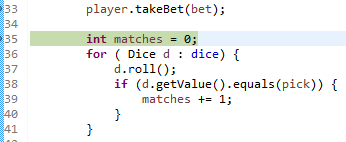 33 player.takeBet(bet);
34
35 int matches = 0;
36 for ( Dice d : dice) {
37 d.roll();
38 if (d.getValue().equals(pick)) {
39 matches += 1;
40 }
41 }